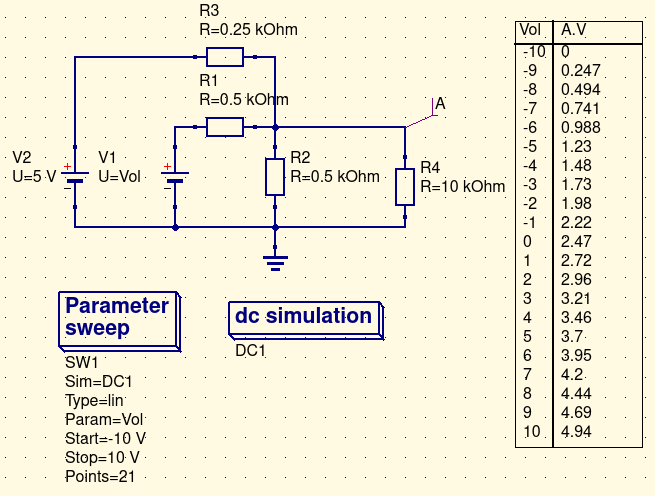 R3
R=0.25 kOhm
R1
R=0.5 kOhm
A
V2
U=5 V
V1
U=Vol
R2
R=0.5 kOhm
R4
R=10 kOhm
Parameter
sweep
SW1
Sim=DC1
Type=lin
Param=Vol
Start=-10 V
Stop=10 V
Points=21
dc simulation
DC1
Vol A.V
-10 0
-9 0.247
-8 0.494
-7 0.741
-6 0.988
-5 1.23
-4 1.48
-3 1.73
-2 1.98
-1 2.22
0 2.47
1 2.72
2 2.96
3 3.21
4 3.46
5 3.7
6 3.95
7 4.2
8 4.44
9 4.69
10 4.94